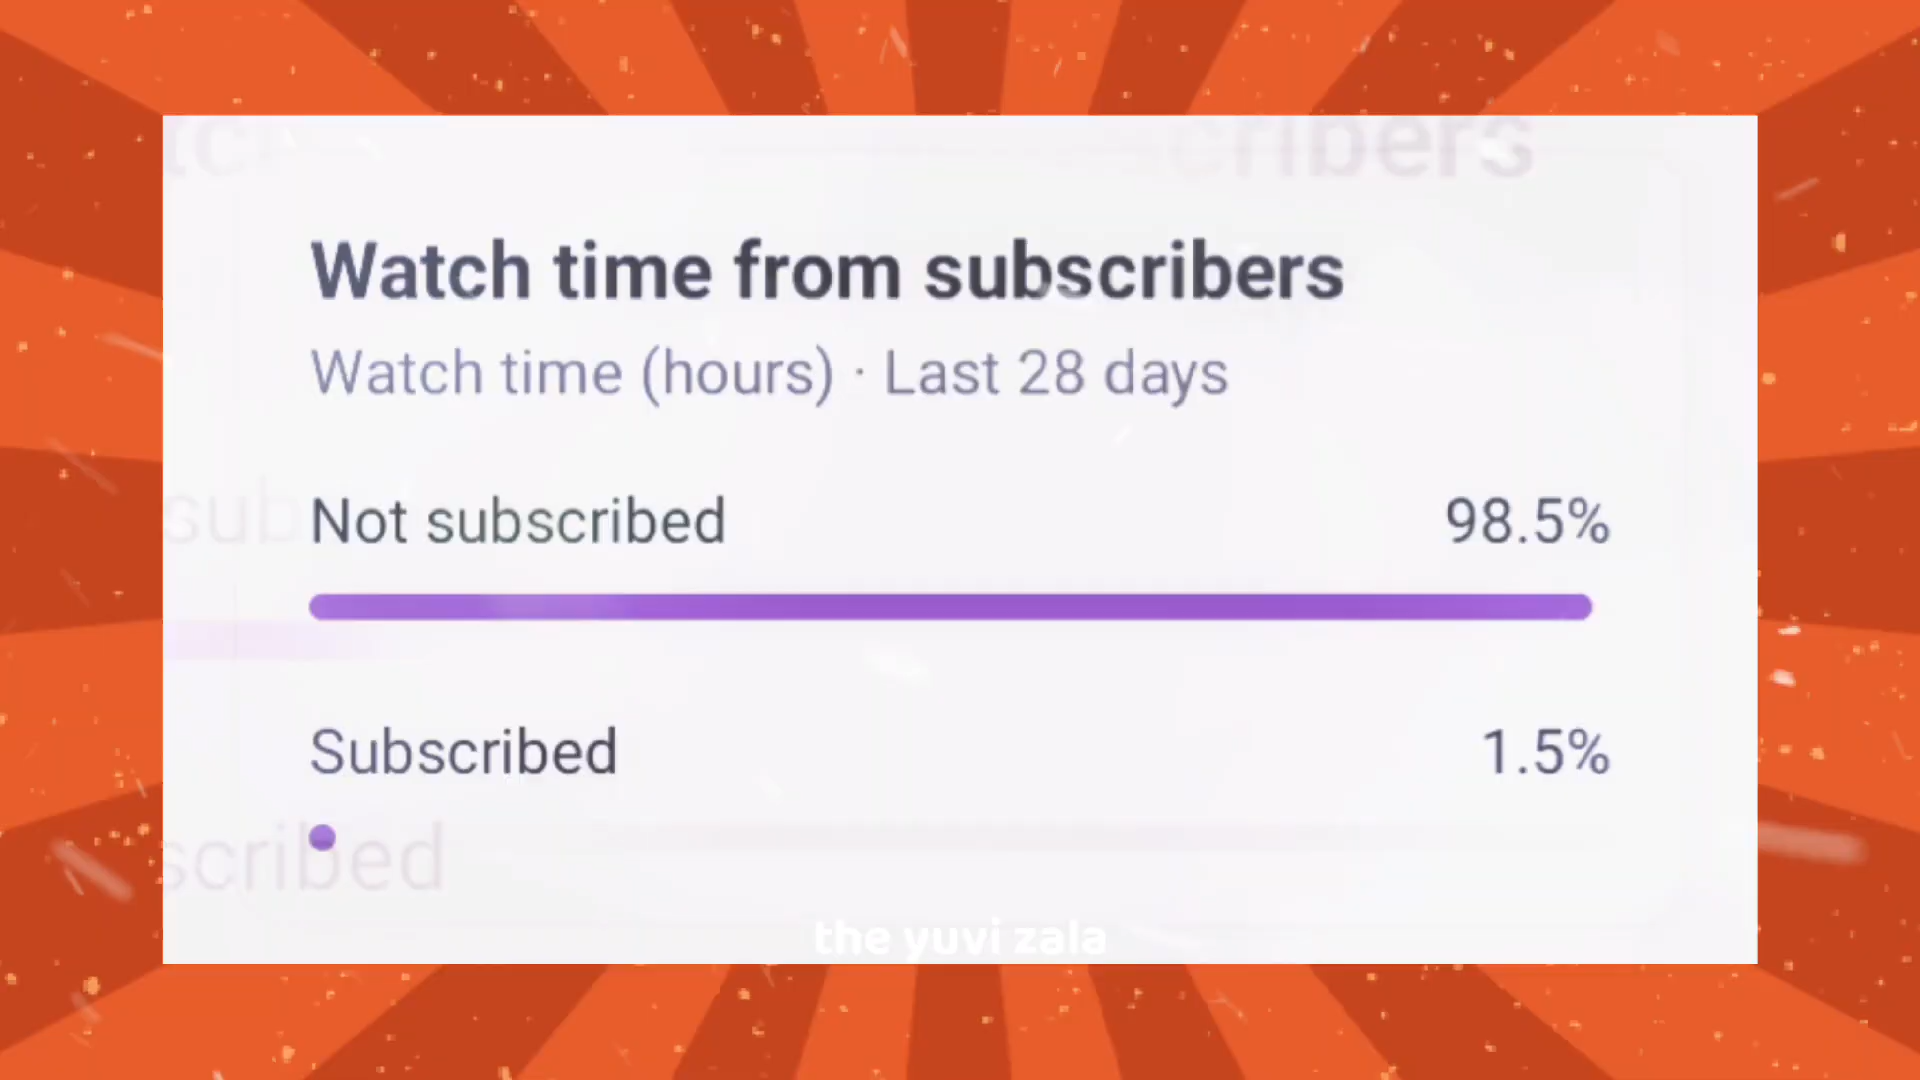 Watch time from subscribers
Watch time (hours) · Last 28 days
Not subscribed 98.5%
Subscribed 1.5%
the yuvi zala